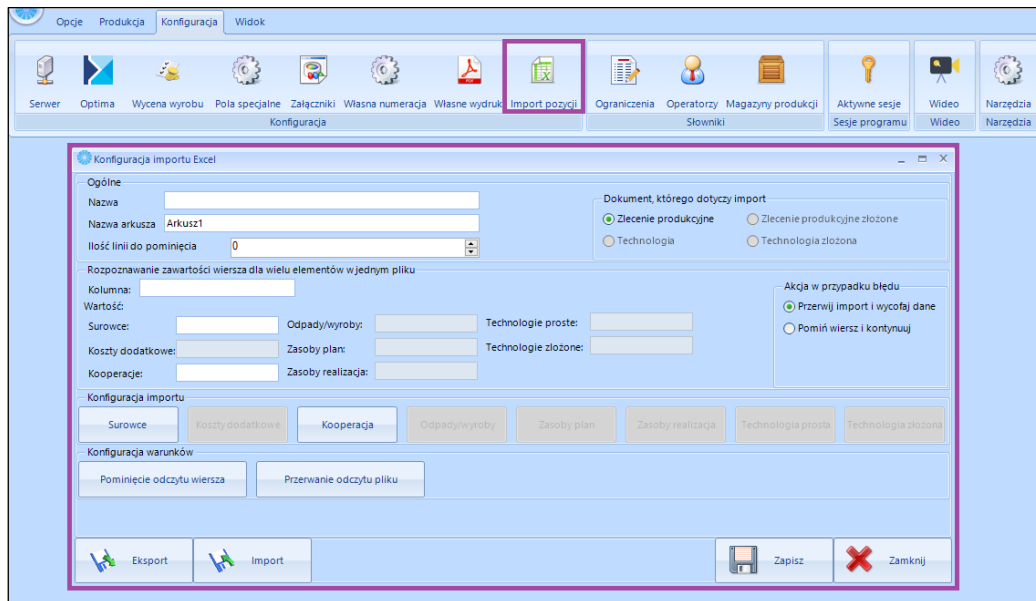 Opcje Produkcja Konfiguracja Widok
Serwer Optima Wycena wyrobu Pola specjalne Załączniki Własna numeracja Własne wydruk Import pozycji Ograniczenia Operatorzy Magazyny produkcji Aktywne sesje Wideo Narzędzia
Konfiguracja Słowniki Sesje programu Wideo Narzędzia
Konfiguracja importu Excel
Ogólne
Nazwa
Nazwa arkusza Arkusz1
Ilość linii do pominięcia 0
Dokument, którego dotyczy import
Zlecenie produkcyjne Zlecenie produkcyjne złożone
Technologia Technologia złożona
Rozpoznawanie zawartości wiersza dla wielu elementów w jednym pliku
Kolumna:
Wartość:
Surowce: Odpady/wyroby: Technologie proste:
Koszty dodatkowe: Zasoby plan: Technologie złożone:
Kooperacje: Zasoby realizacja:
Akcja w przypadku błędu
Przerwij import i wycofaj dane
Pomiń wiersz i kontynuuj
Konfiguracja importu
Surowce Koszty dodatkowe Kooperacja Odpady/wyroby Zasoby plan Zasoby realizacja Technologia prosta Technologia złożona
Konfiguracja warunków
Pominięcie odczytu wiersza Przerwanie odczytu pliku
Eksport Import Zapisz Zamknij